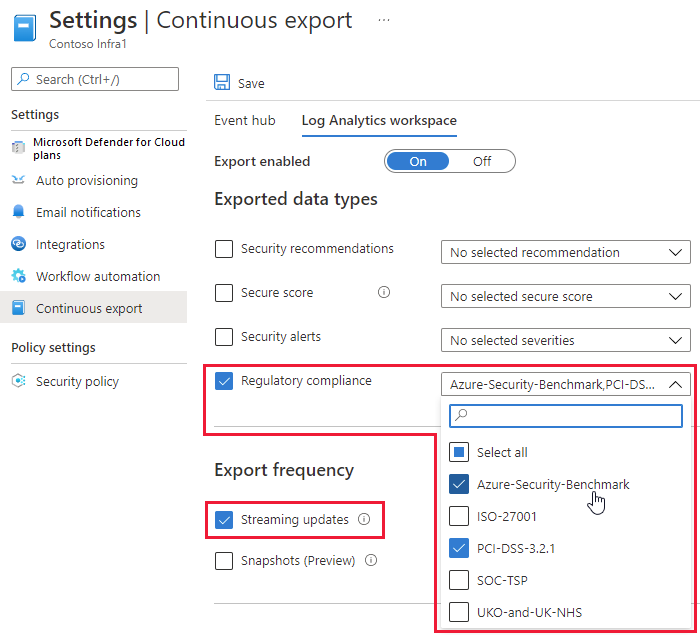 Settings | Continuous export ...
Contoso Infra1
Search (Ctrl+/)
Settings
Microsoft Defender for Cloud
plans
Auto provisioning
Email notifications
Integrations
Workflow automation
Continuous export
Policy settings
Security policy
Save
Event hub Log Analytics workspace
Export enabled On Off
Exported data types
Security recommendations No selected recommendation
Secure score No selected secure score
Security alerts No selected severities
Regulatory compliance Azure-Security-Benchmark,PCI-DS...
Select all
Azure-Security-Benchmark
ISO-27001
PCI-DSS-3.2.1
SOC-TSP
UKO-and-UK-NHS
Export frequency
Streaming updates
Snapshots (Preview)